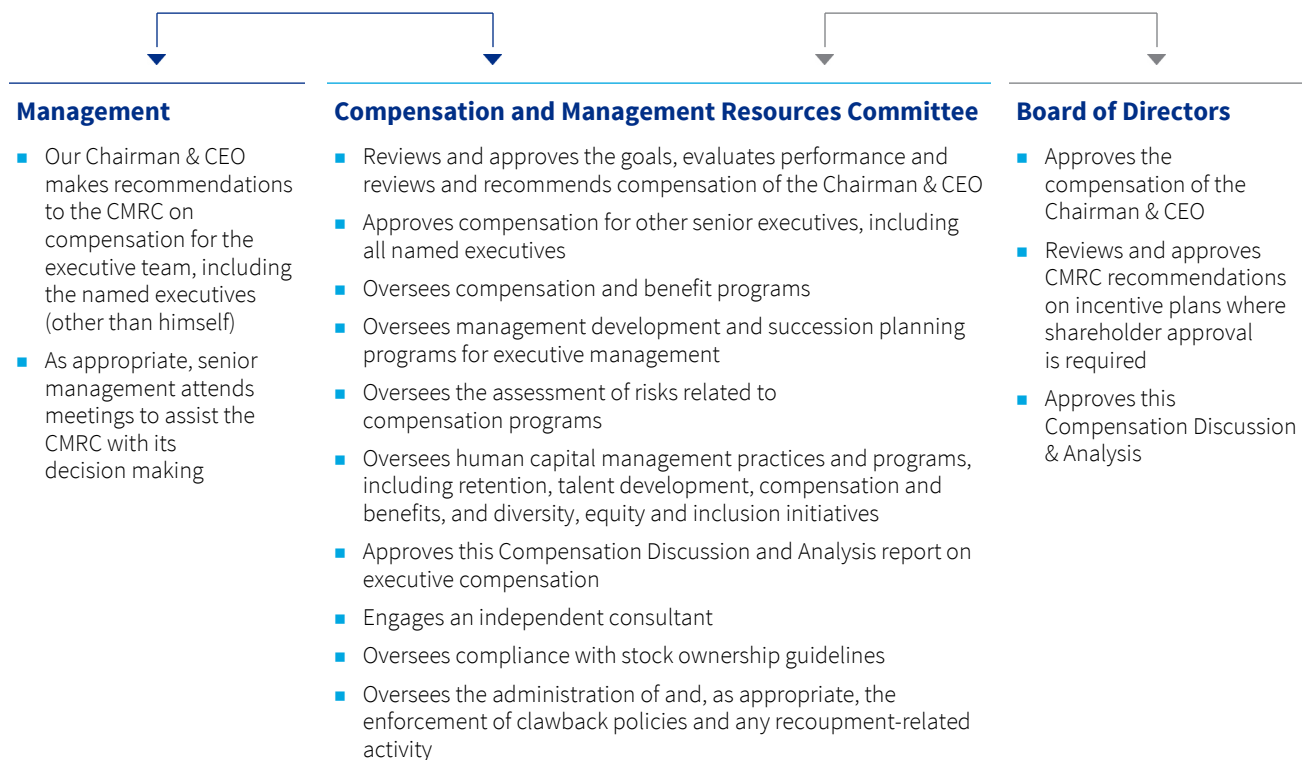 Management
■ Our Chairman & CEO
makes recommendations
to the CMRC on
compensation for the
executive team, including
the named executives
(other than himself)
■ As appropriate, senior
management attends
meetings to assist the
CMRC with its
decision making
Compensation and Management Resources Committee
■ Reviews and approves the goals, evaluates performance and
reviews and recommends compensation of the Chairman & CEO
■ Approves compensation for other senior executives, including
all named executives
■ Oversees compensation and benefit programs
■ Oversees management development and succession planning
programs for executive management
■ Oversees the assessment of risks related to
compensation programs
■ Oversees human capital management practices and programs,
including retention, talent development, compensation and
benefits, and diversity, equity and inclusion initiatives
■ Approves this Compensation Discussion and Analysis report on
executive compensation
■ Engages an independent consultant
■ Oversees compliance with stock ownership guidelines
■ Oversees the administration of and, as appropriate, the
enforcement of clawback policies and any recoupment-related
activity
Board of Directors
■ Approves the
compensation of the
Chairman & CEO
■ Reviews and approves
CMRC recommendations
on incentive plans where
shareholder approval
is required
■ Approves this
Compensation Discussion
& Analysis